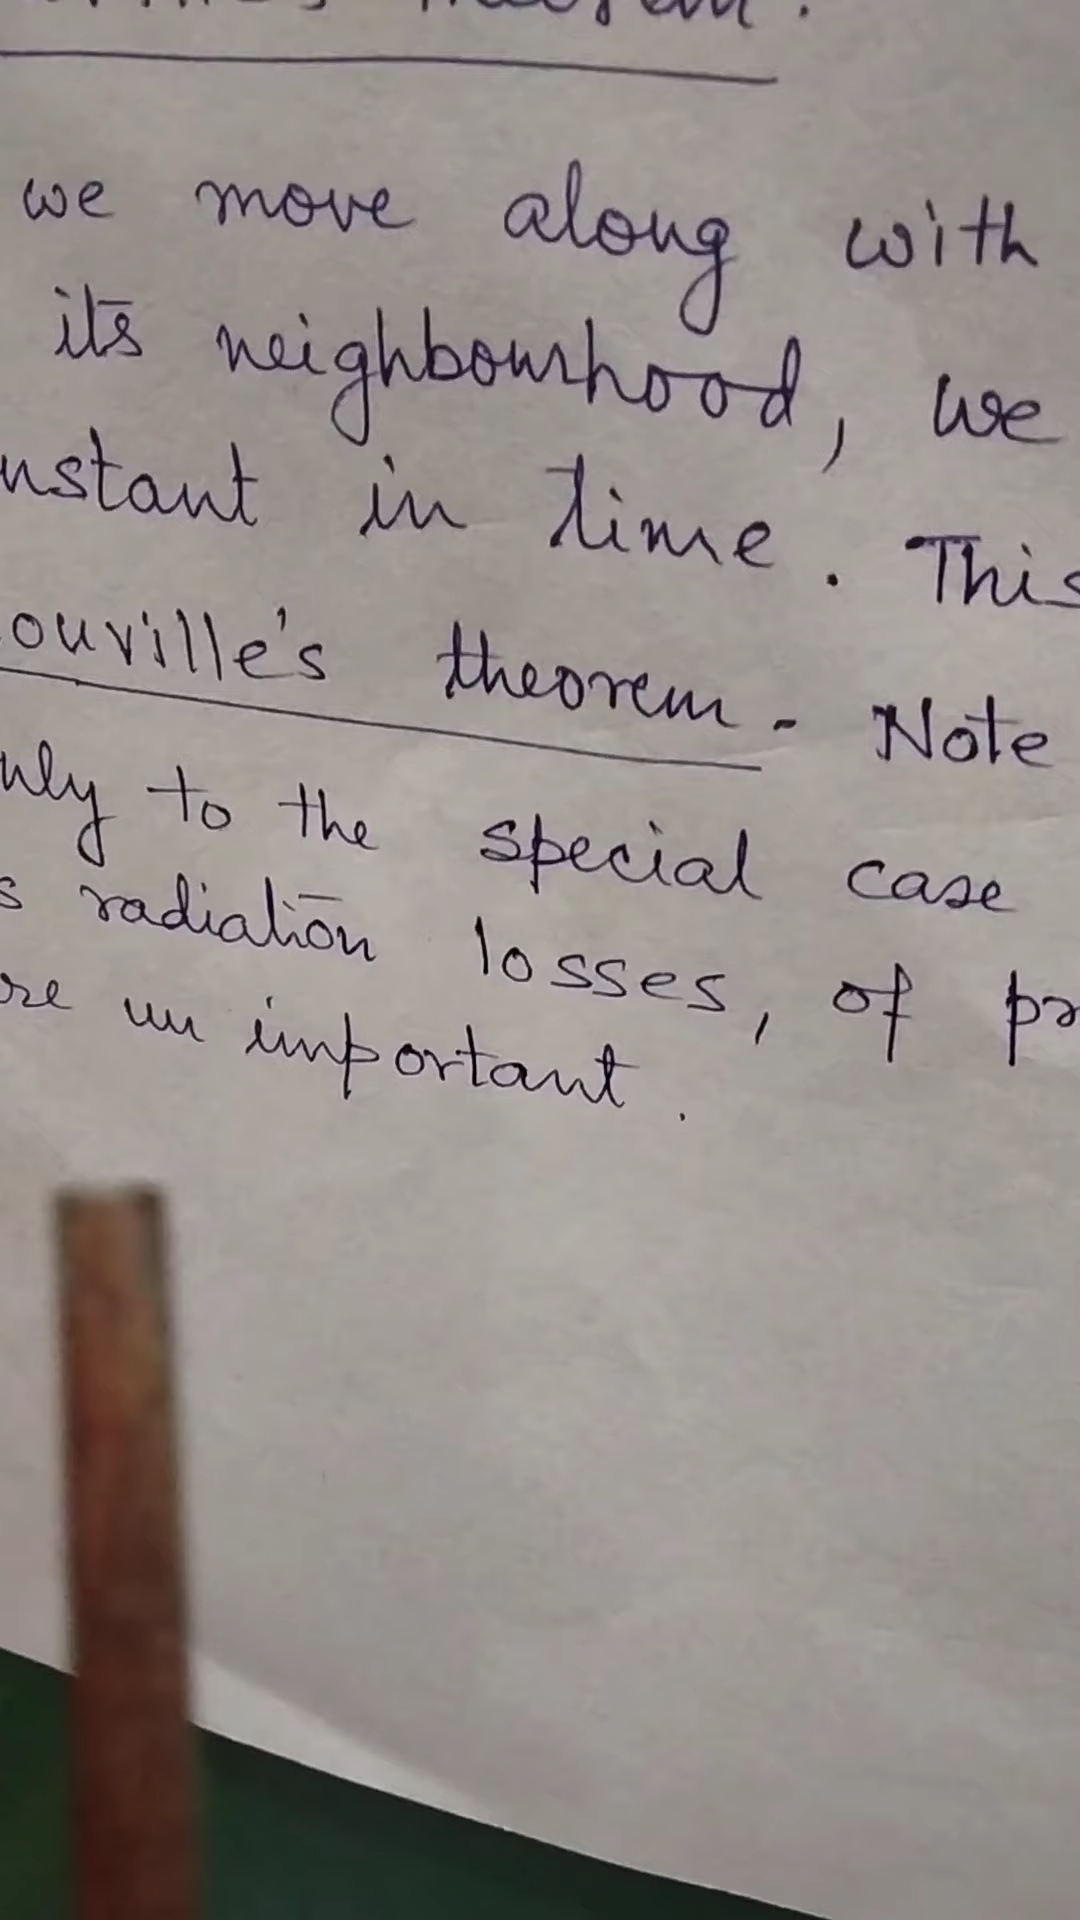 we move along with
its neighbourhood, we
nstant in time. This
ouville's theorem. Note
nly to the special case
s radiation losses, of
are un important.